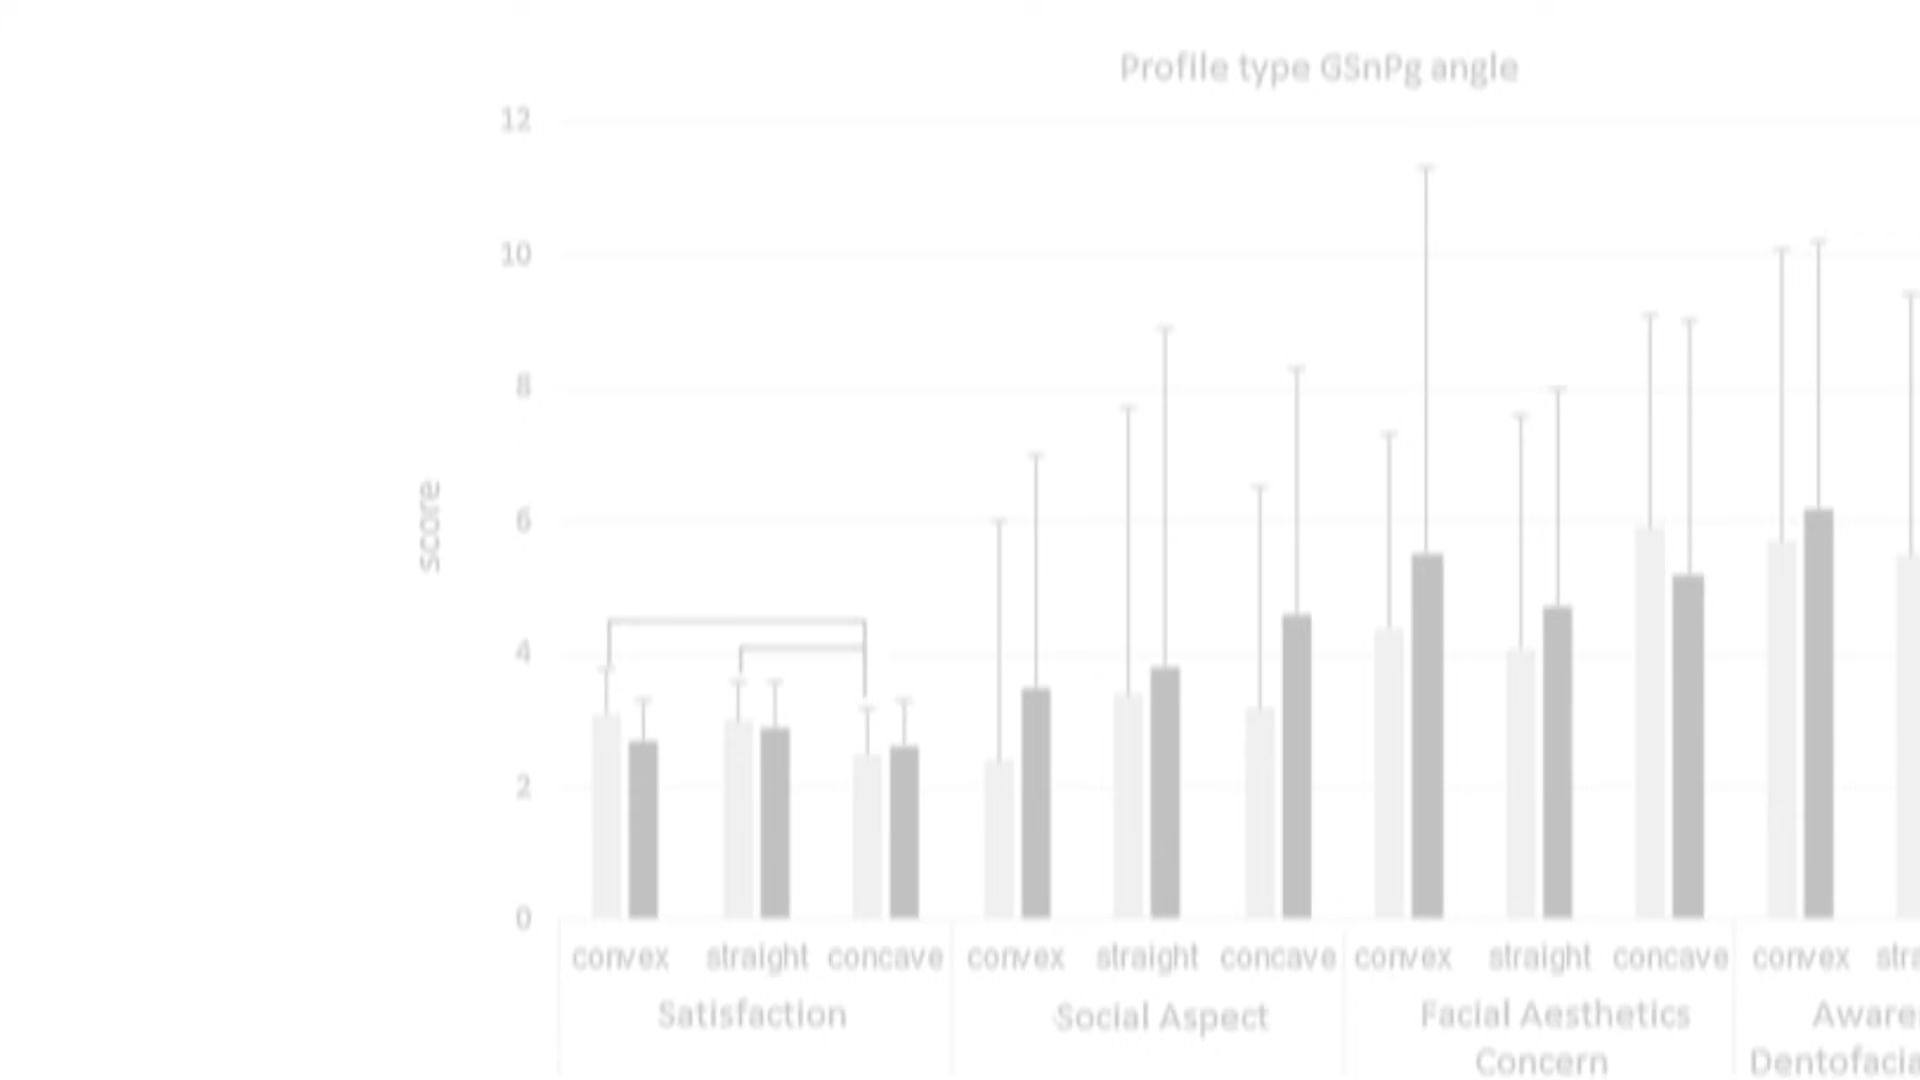 Profile type GSnPg angle
12
10
8
6
4
2
0
score
convex straight concave convex straight concave convex straight concave convex
Satisfaction Social Aspect Facial Aesthetics
Concern